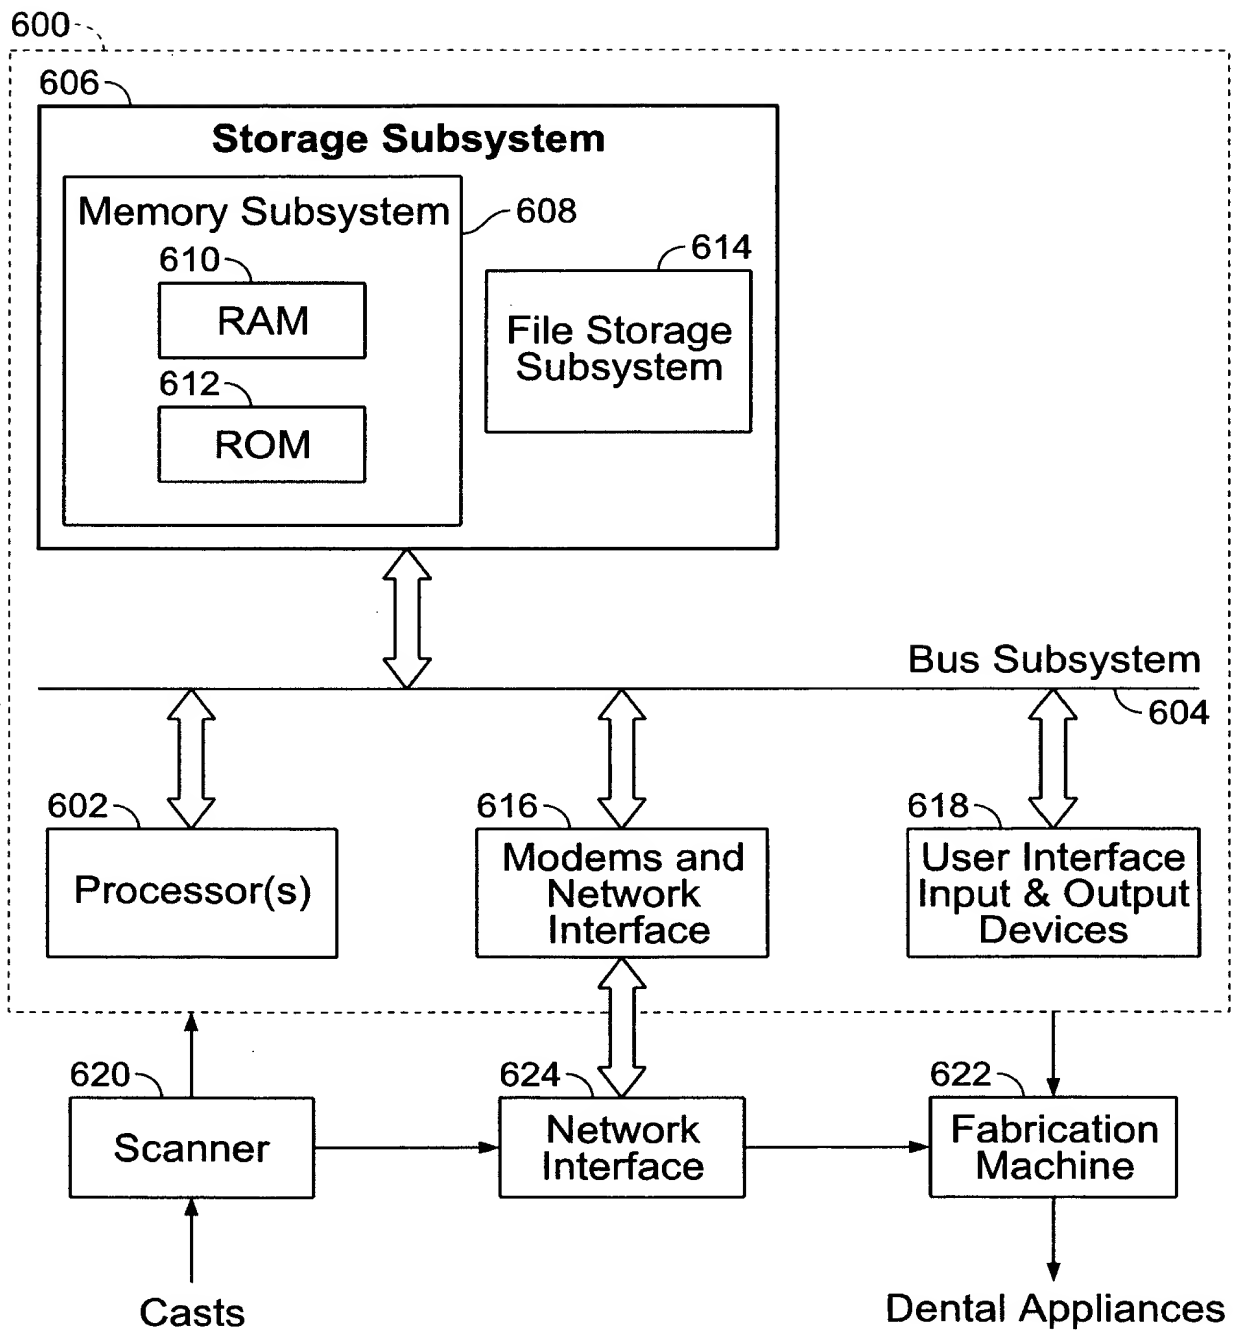 600
606
Storage Subsystem
Memory Subsystem
608
610
RAM
612
ROM
614
File Storage
Subsystem
Bus Subsystem
604
602
Processor(s)
616
Modems and
Network
Interface
618
User Interface
Input & Output
Devices
620
Scanner
624
Network
Interface
622
Fabrication
Machine
Casts
Dental Appliances